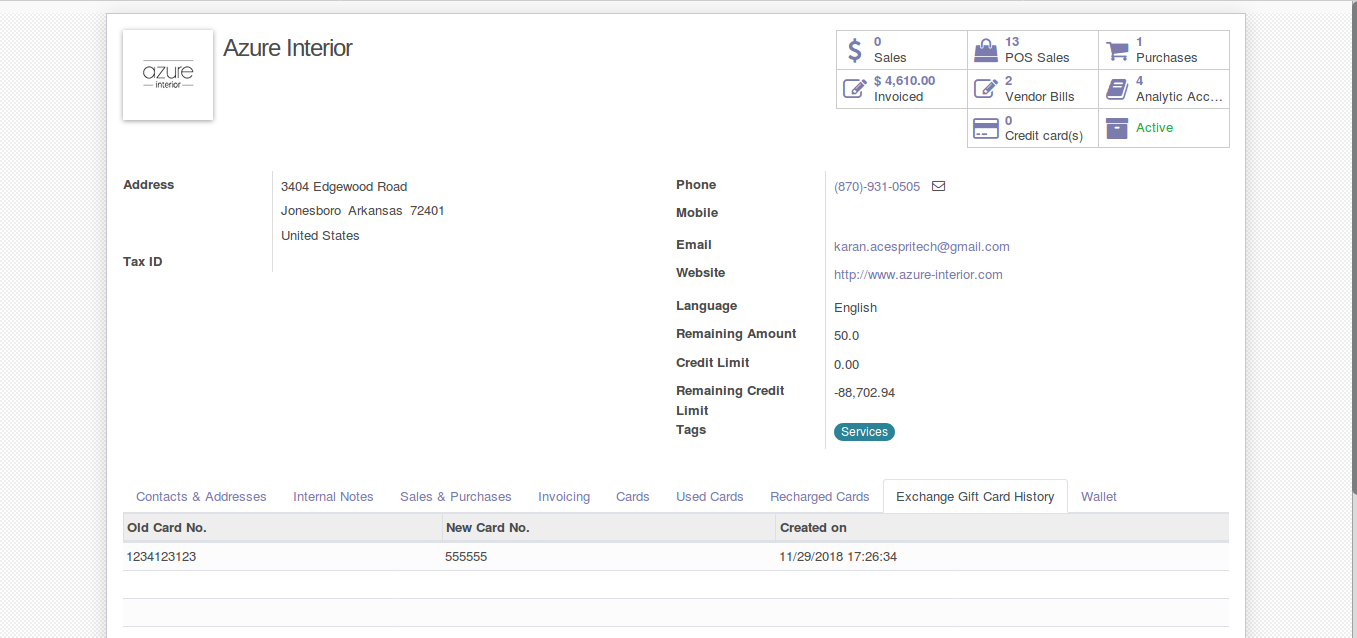 azure
interior
Azure Interior
0
Sales
13
POS Sales
1
Purchases
$ 4,610.00
Invoiced
2
Vendor Bills
4
Analytic Acc...
0
Credit card(s)
Active
Address
3404 Edgewood Road
Jonesboro Arkansas 72401
United States
Tax ID
Phone
(870)-931-0505
Mobile
Email
karan.acespritech@gmail.com
Website
http://www.azure-interior.com
Language
English
Remaining Amount
50.0
Credit Limit
0.00
Remaining Credit
Limit
-88,702.94
Tags
Services
Contacts & Addresses Internal Notes Sales & Purchases Invoicing Cards Used Cards Recharged Cards Exchange Gift Card History Wallet
Old Card No. New Card No. Created on
1234123123 555555 11/29/2018 17:26:34